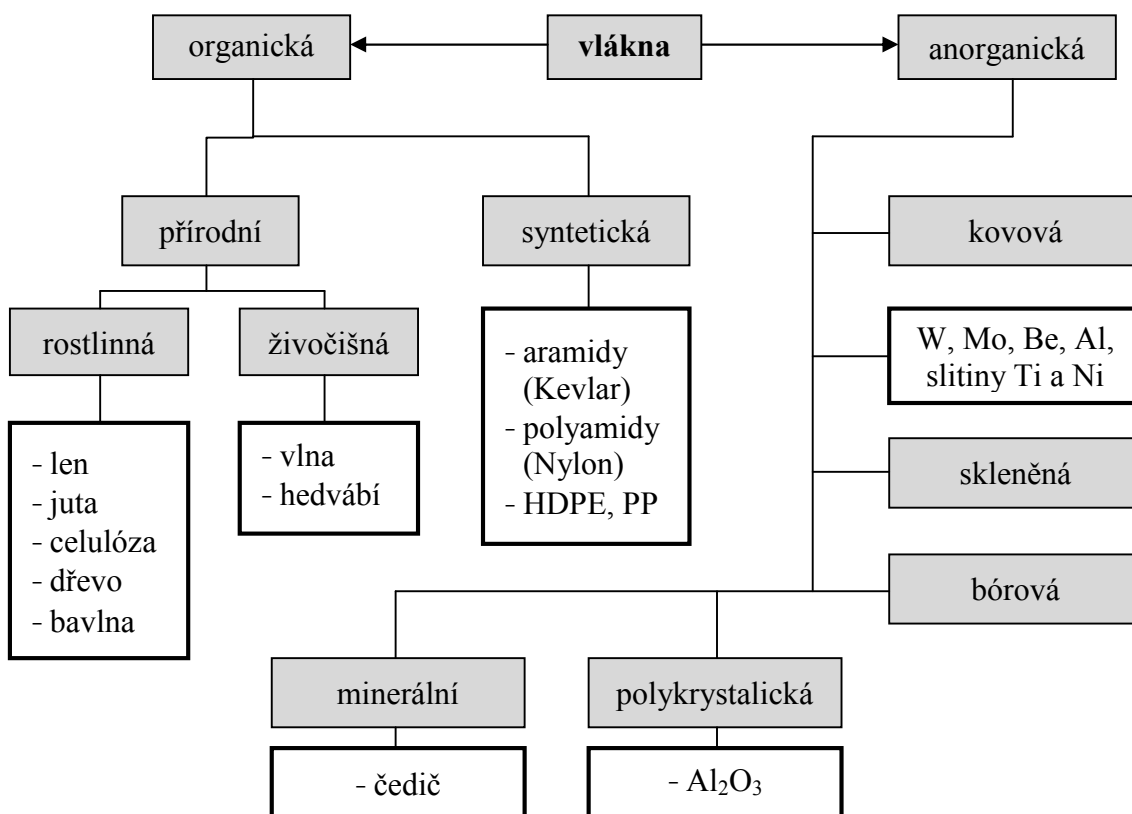 organická
vlákna
anorganická
přírodní
syntetická
kovová
rostlinná
živočišná
- aramidy
(Kevlar)
- polyamidy
(Nylon)
- HDPE, PP
W, Mo, Be, Al,
slitiny Ti a Ni
- len
- juta
- celulóza
- dřevo
- bavlna
- vlna
- hedvábí
skleněná
bórová
minerální
polykrystalická
- čedič
- Al₂O₃